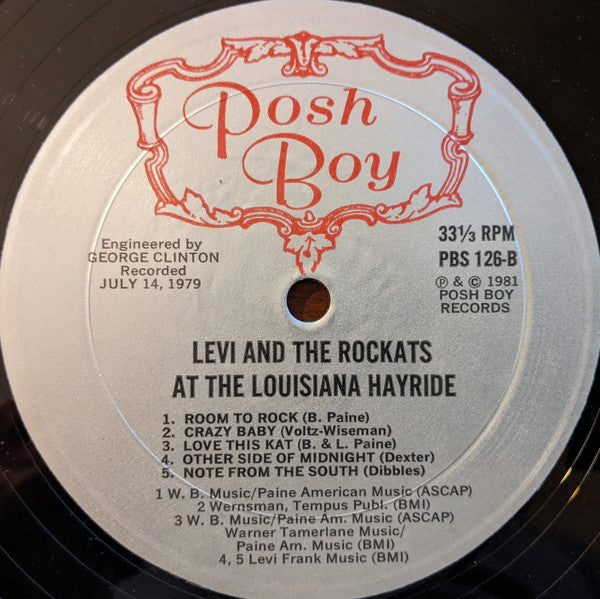 Posh
Boy
Engineered by
GEORGE CLINTON
Recorded
JULY 14, 1979
33⅓ RPM
PBS 126-B
℗ & © 1981
POSH BOY
RECORDS
LEVI AND THE ROCKATS
AT THE LOUISIANA HAYRIDE
1. ROOM TO ROCK (B. Paine)
2. CRAZY BABY (Voltz-Wiseman)
3. LOVE THIS KAT (B. & L. Paine)
4. OTHER SIDE OF MIDNIGHT (Dexter)
5. NOTE FROM THE SOUTH (Dibbles)
1 W. B. Music/Paine American Music (ASCAP)
2 Wernsman, Tempus Publ. (BMI)
3 W. B. Music/Paine Am. Music (ASCAP)
Warner Tamerlane Music/
Paine Am. Music (BMI)
4, 5 Levi Frank Music (BMI)